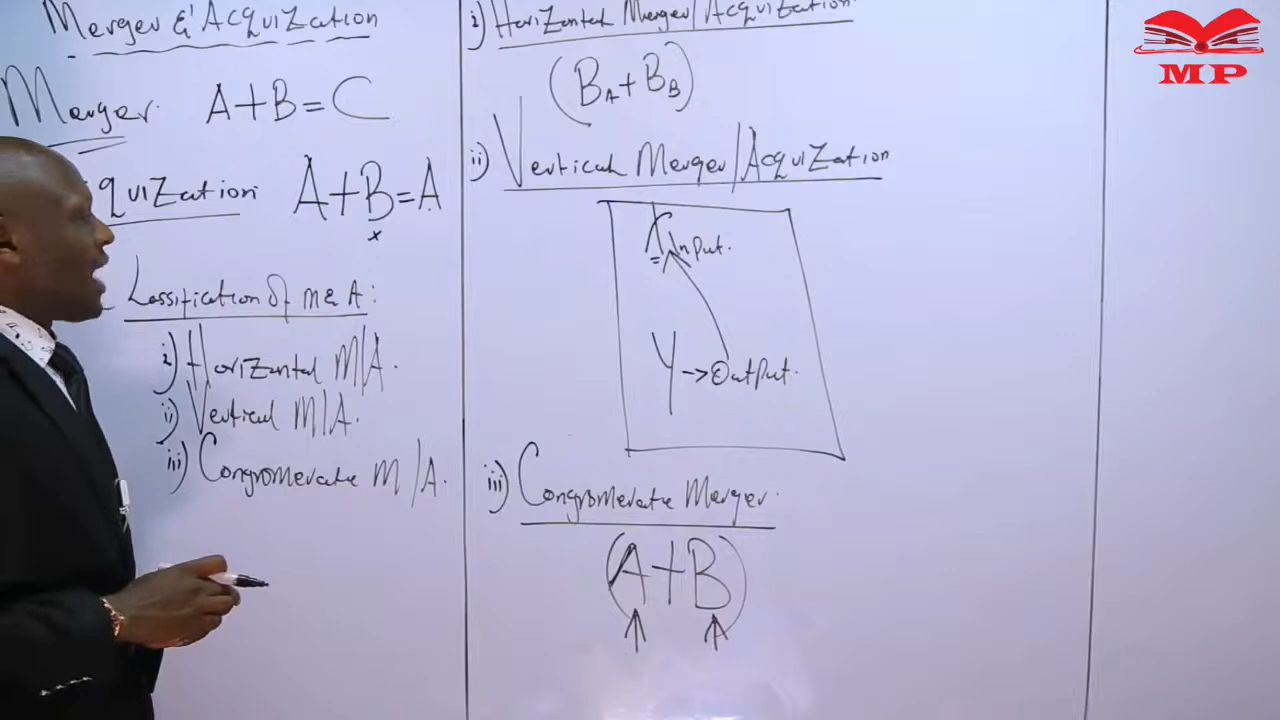 Merger & Acquization
Merger. A+B=C
quization A+B=A
x
Classification of M & A:
i) Horizontal M/A.
ii) Vertical M/A.
iii) Congromerate M/A.
i) Horizontal Merger/Acquization
(BA+BB)
ii) Vertical Merger/Acquization
X Input.
Y → Output.
iii) Congromerate Merger.
(A+B)
MP